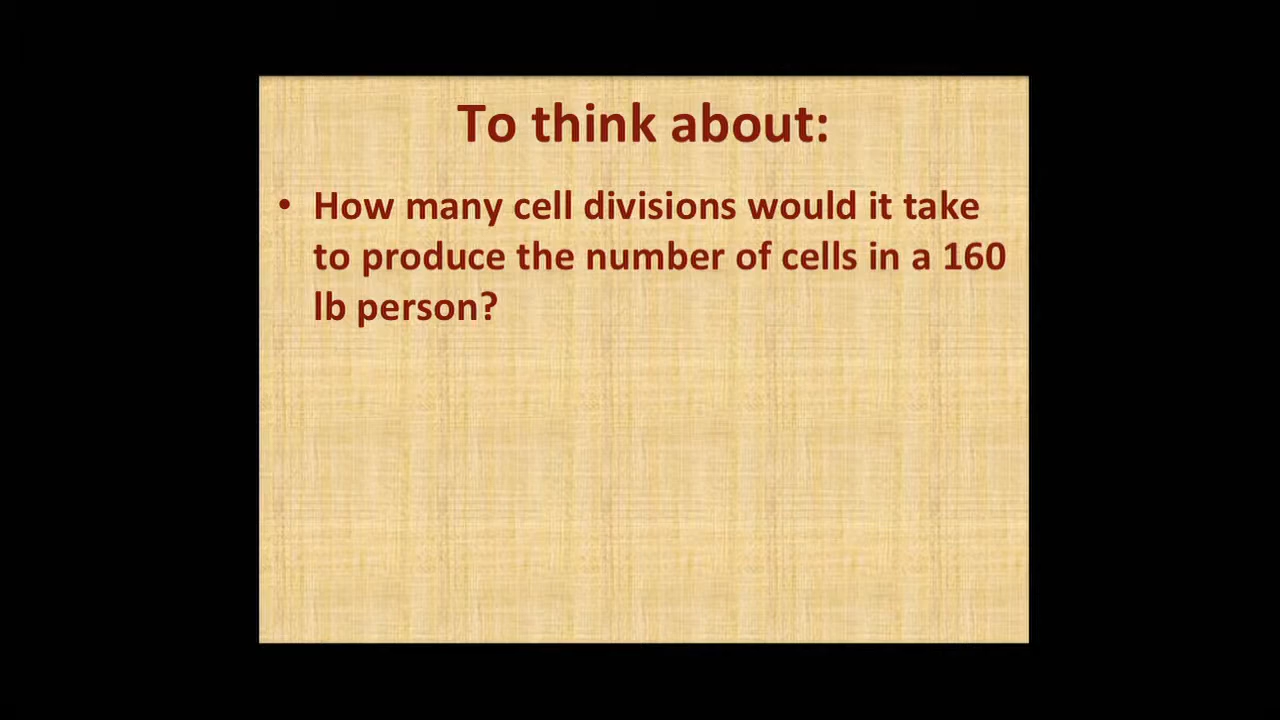 To think about:
• How many cell divisions would it take
to produce the number of cells in a 160
lb person?